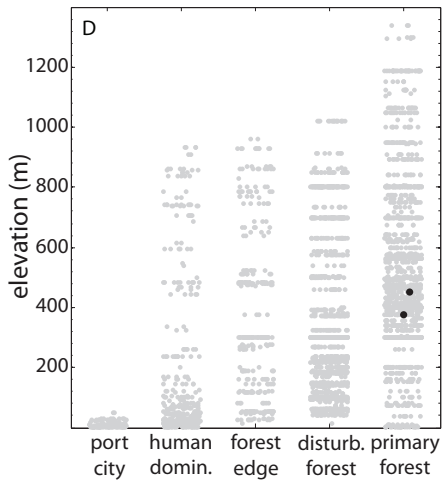 D
elevation (m)
1200
1000
800
600
400
200
port city
human domin.
forest edge
disturb. forest
primary forest